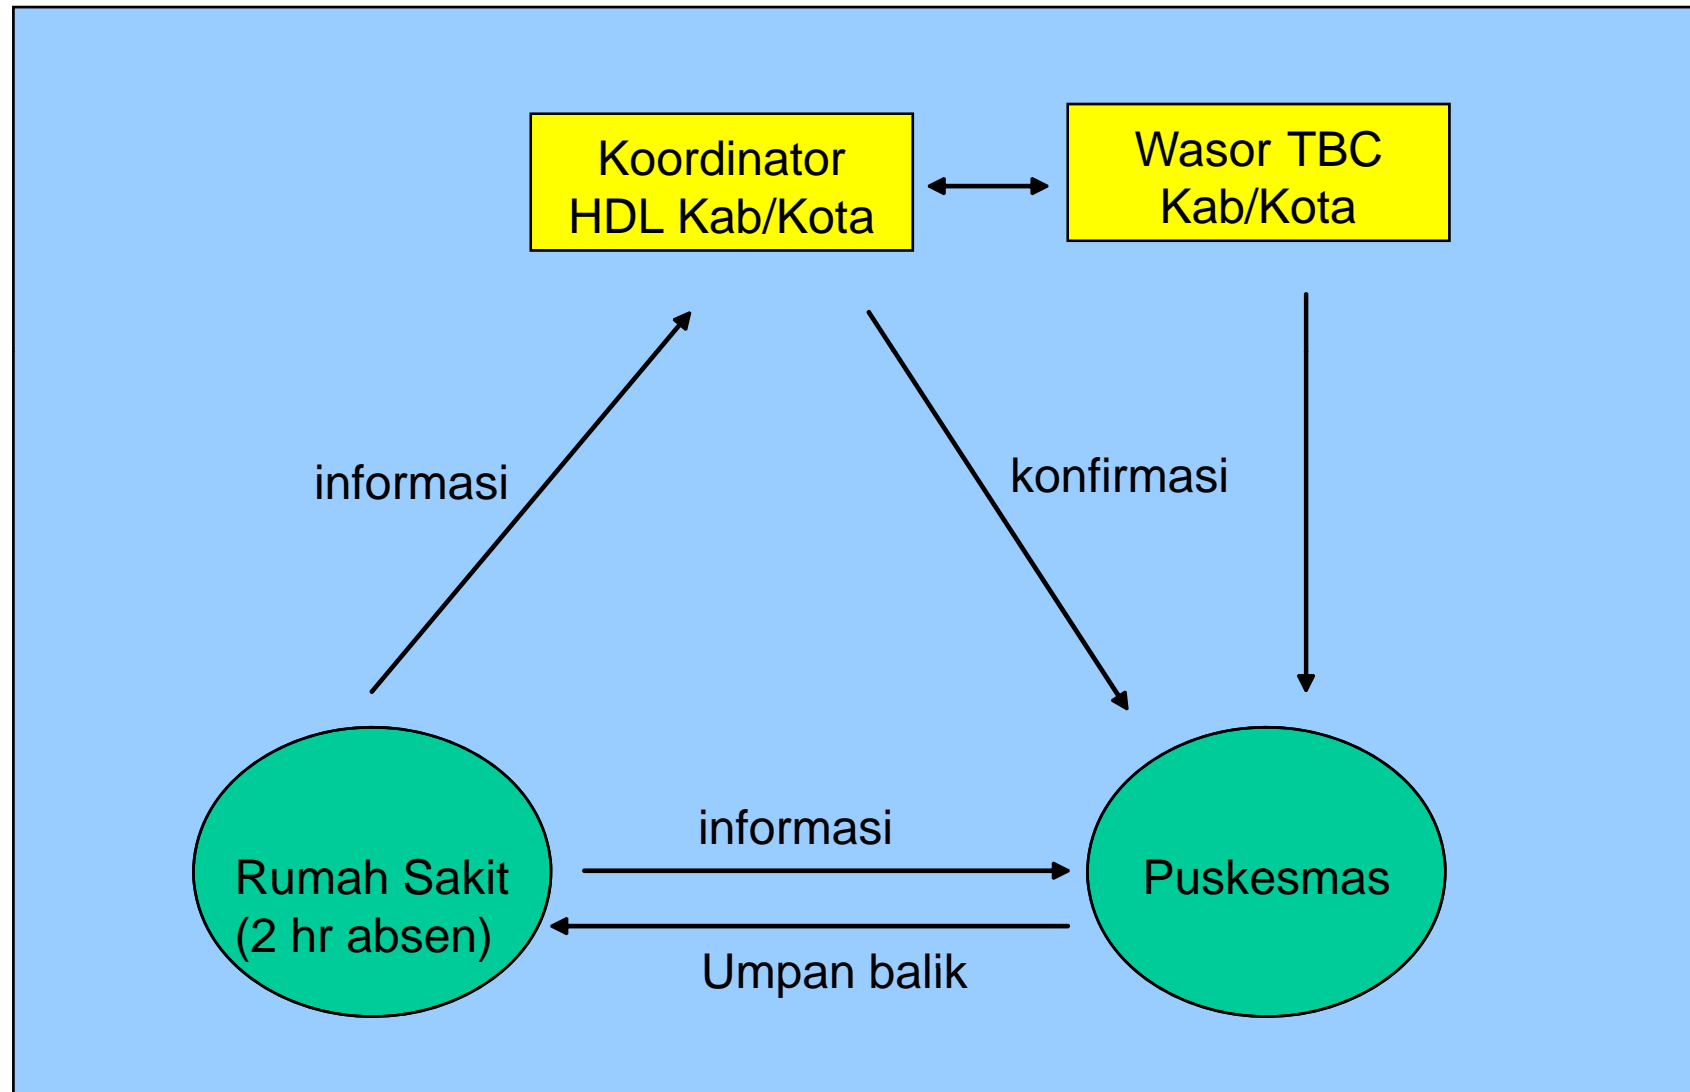 Koordinator
HDL Kab/Kota
Wasor TBC
Kab/Kota
informasi
konfirmasi
informasi
Rumah Sakit
(2 hr absen)
Puskesmas
Umpan balik